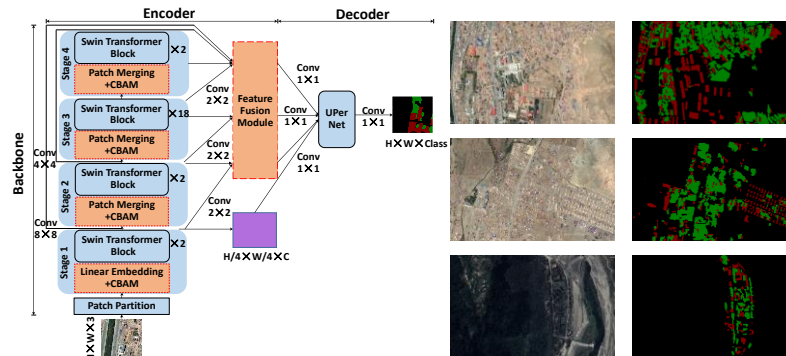 Encoder
Decoder
Backbone
Stage 4
Swin Transformer
Block
×2
Patch Merging
+CBAM
Stage 3
Swin Transformer
Block
×18
Patch Merging
+CBAM
Conv
4×4
Stage 2
Swin Transformer
Block
×2
Patch Merging
+CBAM
Conv
8×8
Stage 1
Swin Transformer
Block
×2
Linear Embedding
+CBAM
Patch Partition
H×W×3
Conv
2×2
Conv
2×2
Conv
2×2
Feature
Fusion
Module
H/4×W/4×C
Conv
1×1
Conv
1×1
Conv
1×1
UPer
Net
Conv
1×1
H×W×Class